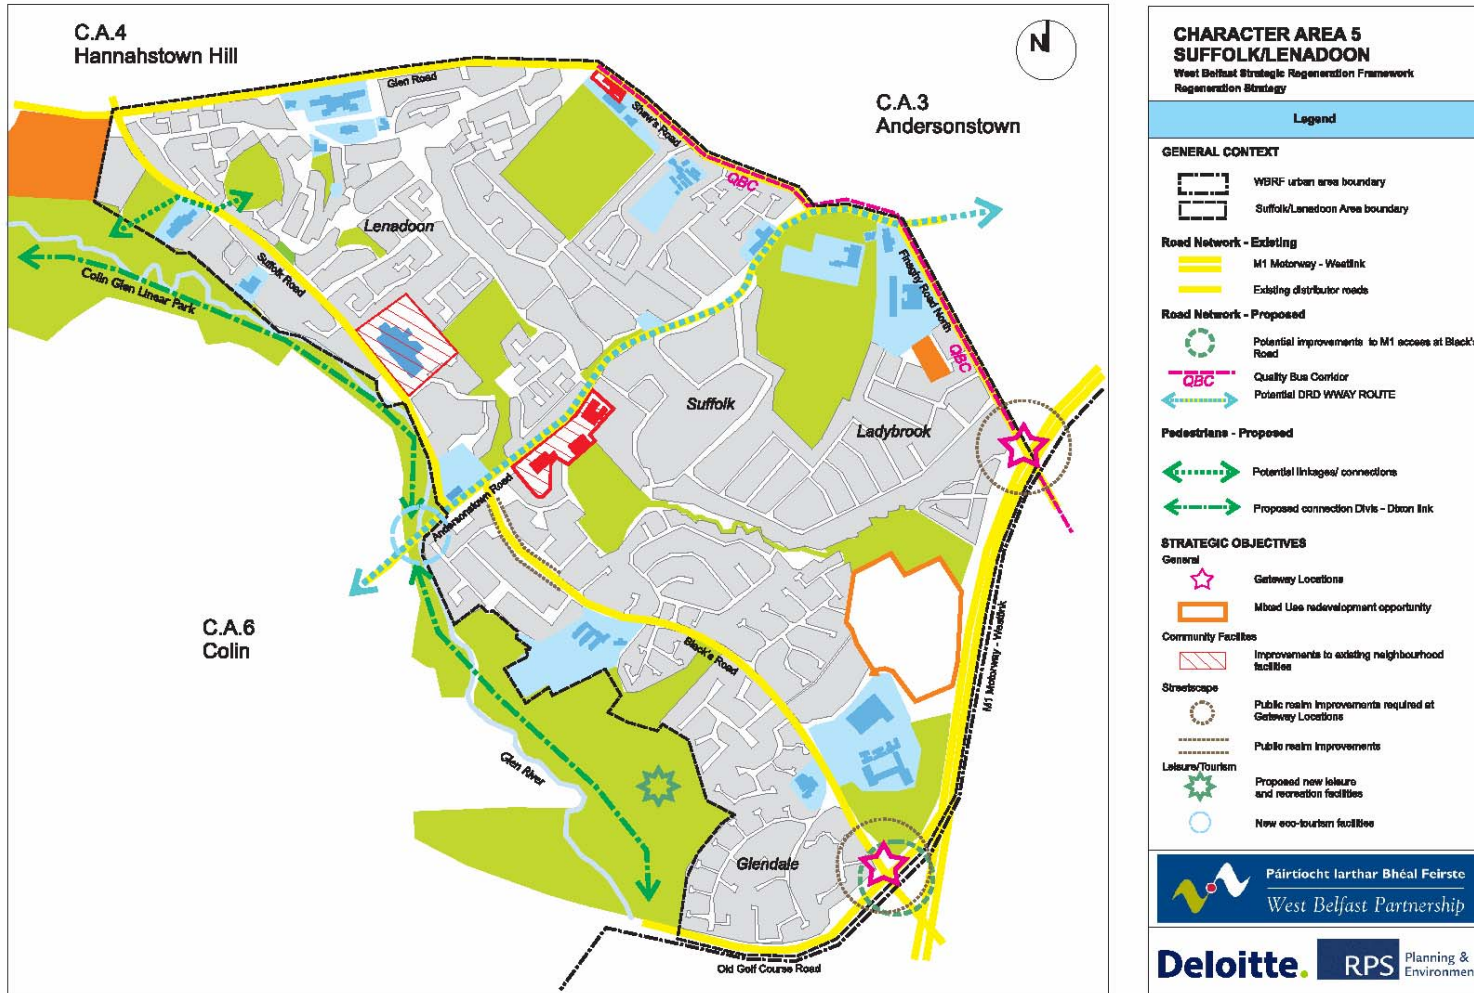 C.A.4
Hannahstown Hill
N
Glen Road
Shaw's Road
C.A.3
Andersonstown
QBC
Lenadoon
Suffolk Road
Colin Glen Linear Park
Finaghy Road North
QBC
Suffolk
Ladybrook
Andersonstown Road
C.A.6
Colin
Black's Road
M1 Motorway - Westlink
Glen River
Glendale
Old Golf Course Road
CHARACTER AREA 5
SUFFOLK/LENADOON
West Belfast Strategic Regeneration Framework
Regeneration Strategy
Legend
GENERAL CONTEXT
WBRF urban area boundary
Suffolk/Lenadoon Area boundary
Road Network - Existing
M1 Motorway - Westlink
Existing distributor roads
Road Network - Proposed
Potential improvements to M1 access at Black's
Road
QBC
Quality Bus Corridor
Potential DRD WWAY ROUTE
Pedestrians - Proposed
Potential linkages/ connections
Proposed connection Divis - Dixon link
STRATEGIC OBJECTIVES
General
Gateway Locations
Mixed Use redevelopment opportunity
Community Facilites
Improvements to existing neighbourhood
facilities
Streetscape
Public realm improvements required at
Gateway Locations
Public realm improvements
Leisure/Tourism
Proposed new leisure
and recreation facilities
New eco-tourism facilities
Páirtíocht Iarthar Bhéal Feirste
West Belfast Partnership
Deloitte.
RPS
Planning &
Environmen